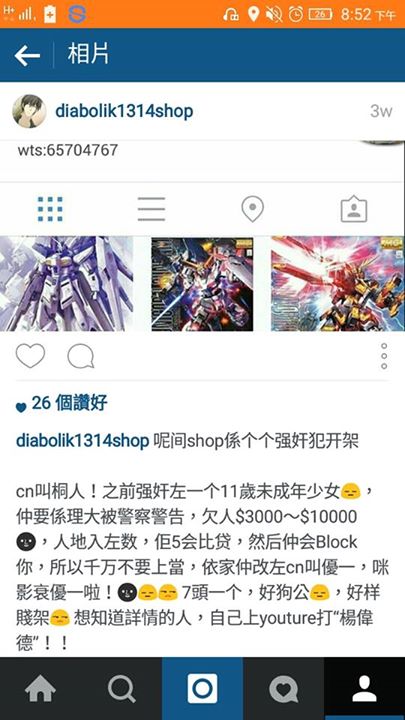 H+
26
8:52 下午
相片
diabolik1314shop
3w
wts:65704767
26 個讚好
diabolik1314shop 呢间shop係个个强奸犯开架
cn叫桐人！之前强奸左一个11歲未成年少女😔，
仲要係理大被警察警告，欠人$3000～$10000
🌚，人地入左数，佢5会比贷，然后仲会Block
你，所以千万不要上當，依家仲改左cn叫優一，咪
影衰優一啦！🌚😔😒 7頭一个，好狗公😔，好样
賤架😒 想知道詳情的人，自己上youture打“楊偉
德”！！